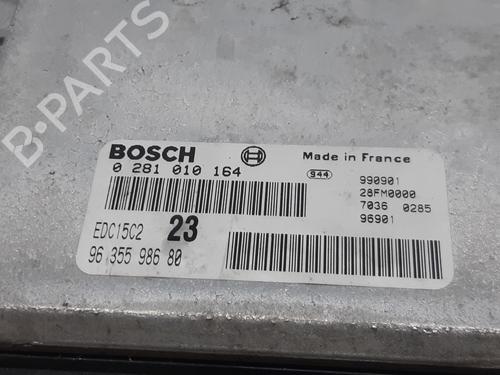 B-PARTS
BOSCH
Made in France
0 281 010 164
944
990901
28FM0000
7036 0285
96901
EDC15C2 23
96 355 986 80